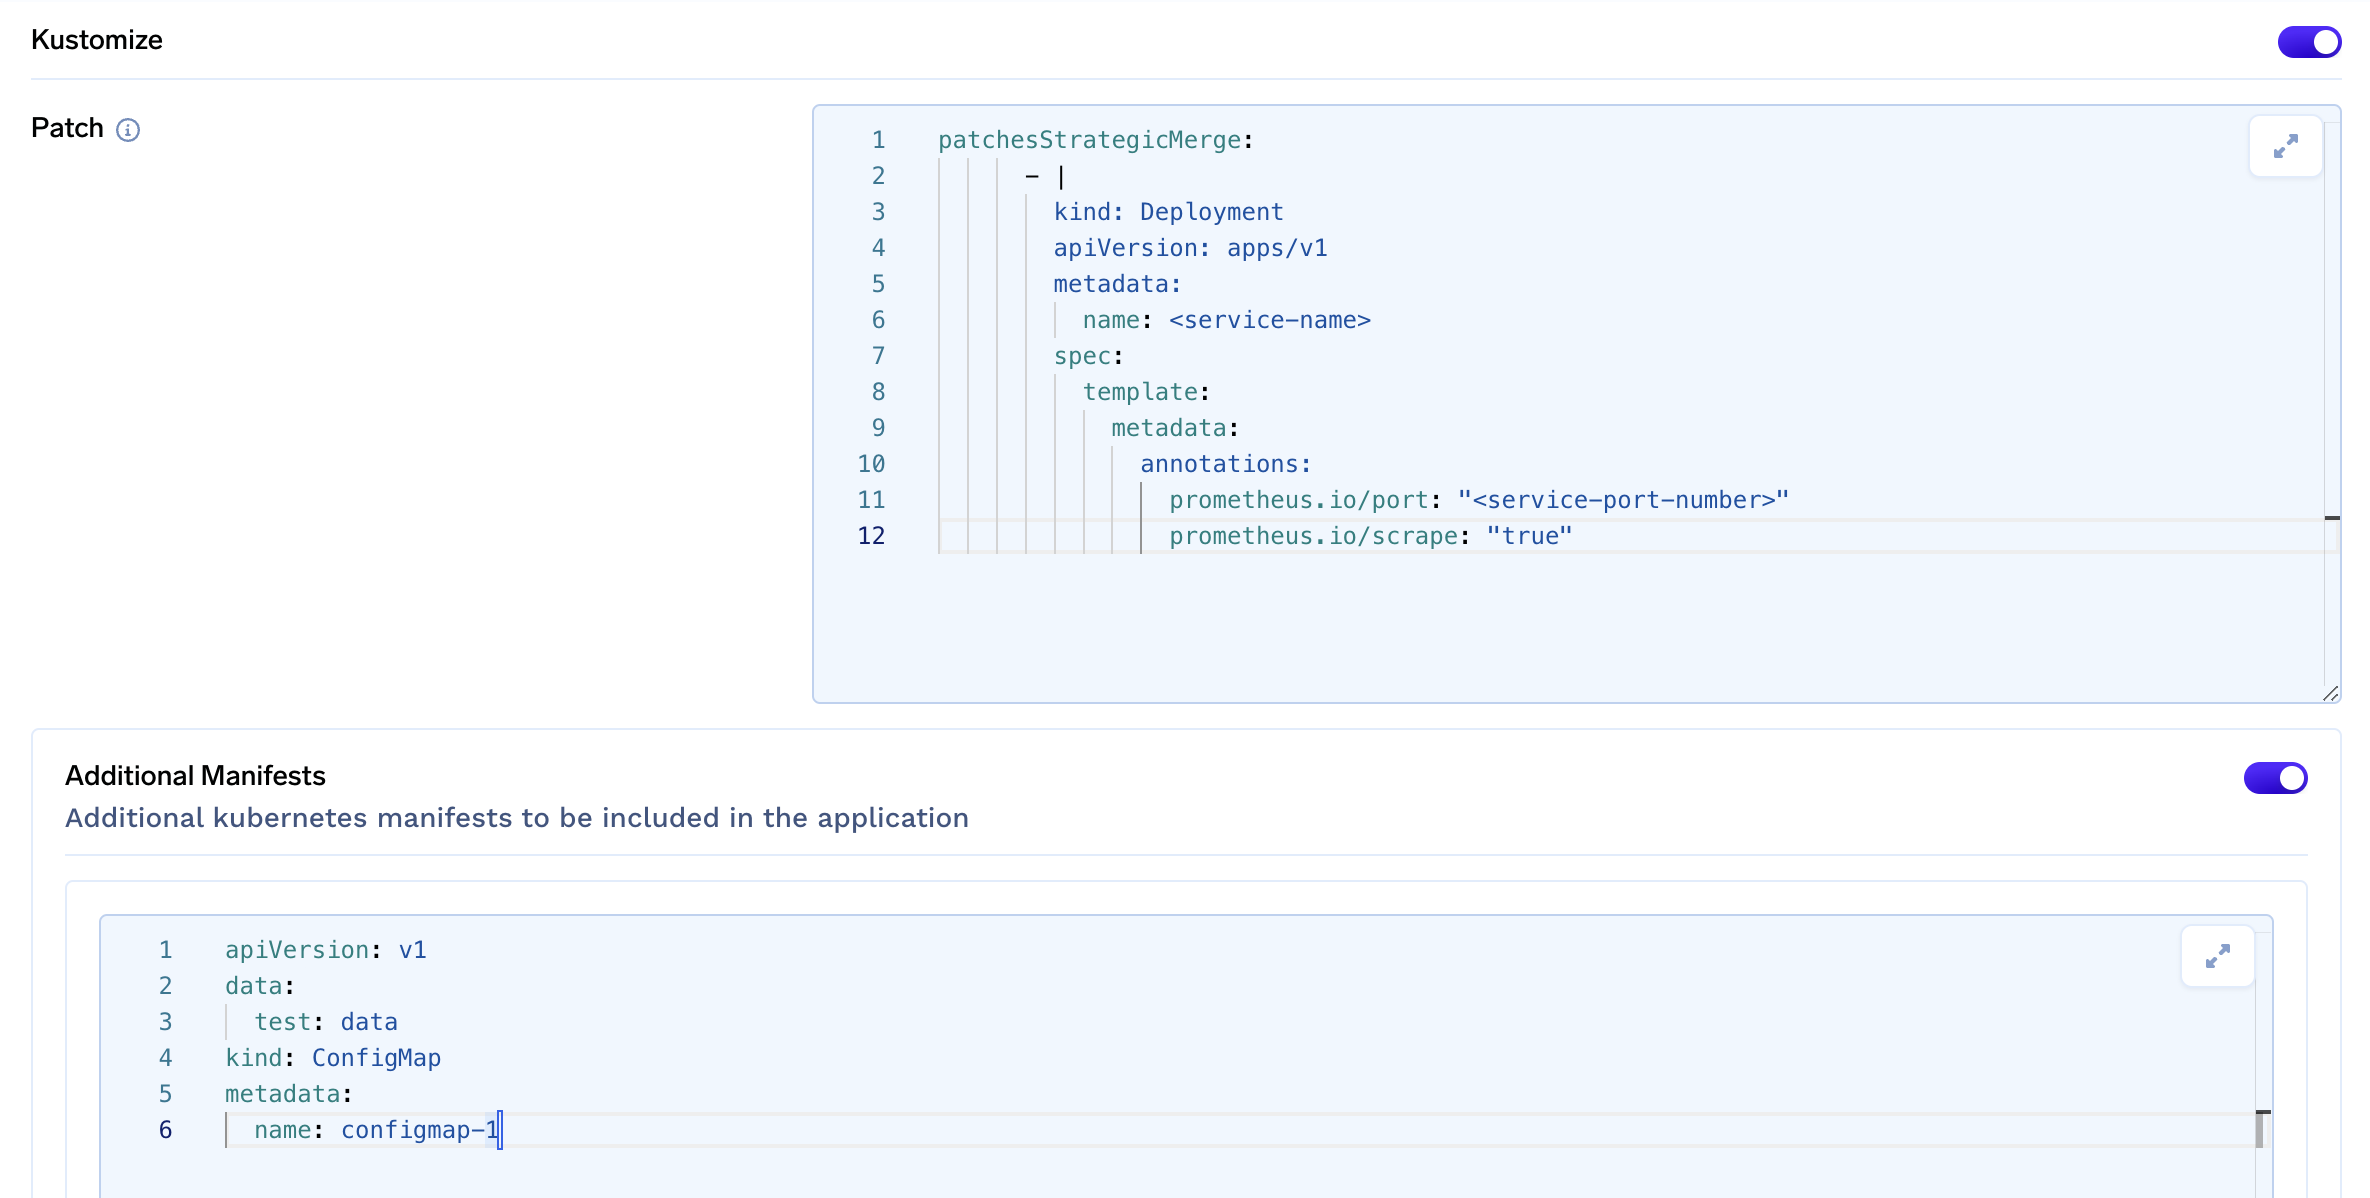 Kustomize
Patch
1 patchesStrategicMerge:
2       - |
3         kind: Deployment
4         apiVersion: apps/v1
5         metadata:
6           name: <service-name>
7         spec:
8           template:
9             metadata:
10               annotations:
11                 prometheus.io/port: "<service-port-number>"
12                 prometheus.io/scrape: "true"
Additional Manifests
Additional kubernetes manifests to be included in the application
1 apiVersion: v1
2 data:
3   test: data
4 kind: ConfigMap
5 metadata:
6   name: configmap-1